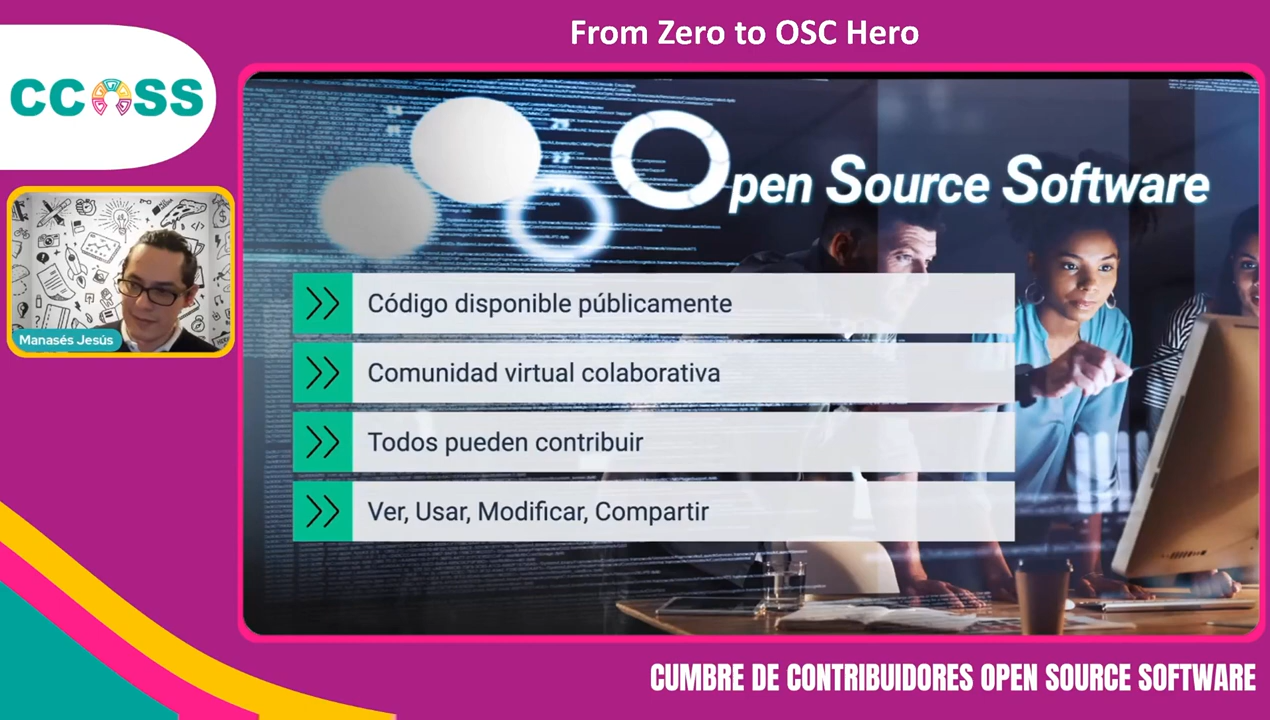 From Zero to OSC Hero
CCOSS
Open Source Software
Manasés Jesús
Código disponible públicamente
Comunidad virtual colaborativa
Todos pueden contribuir
Ver, Usar, Modificar, Compartir
CUMBRE DE CONTRIBUIDORES OPEN SOURCE SOFTWARE